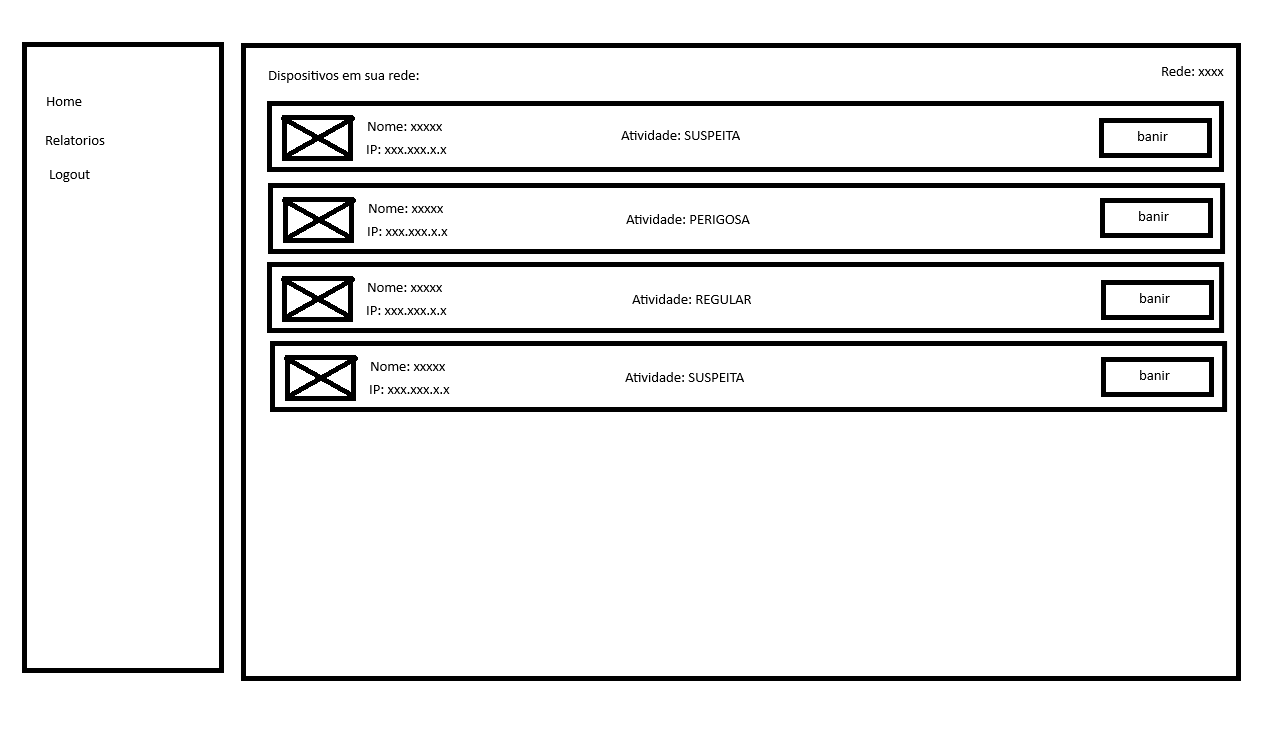 Home
Relatorios
Logout
Dispositivos em sua rede:
Rede: xxxx
Nome: xxxxx
IP: xxx.xxx.x.x
Atividade: SUSPEITA
banir
Nome: xxxxx
IP: xxx.xxx.x.x
Atividade: PERIGOSA
banir
Nome: xxxxx
IP: xxx.xxx.x.x
Atividade: REGULAR
banir
Nome: xxxxx
IP: xxx.xxx.x.x
Atividade: SUSPEITA
banir